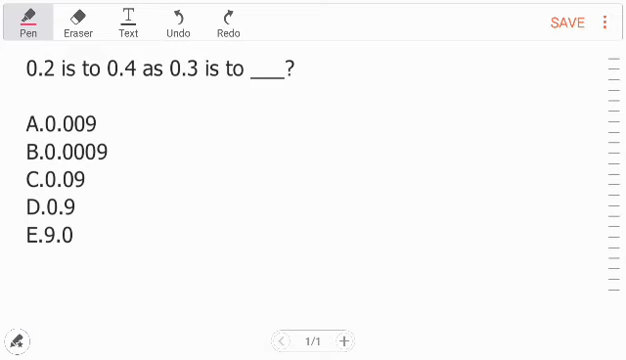 Pen Eraser Text Undo Redo SAVE
0.2 is to 0.4 as 0.3 is to ___?
A.0.009
B.0.0009
C.0.09
D.0.9
E.9.0
1/1